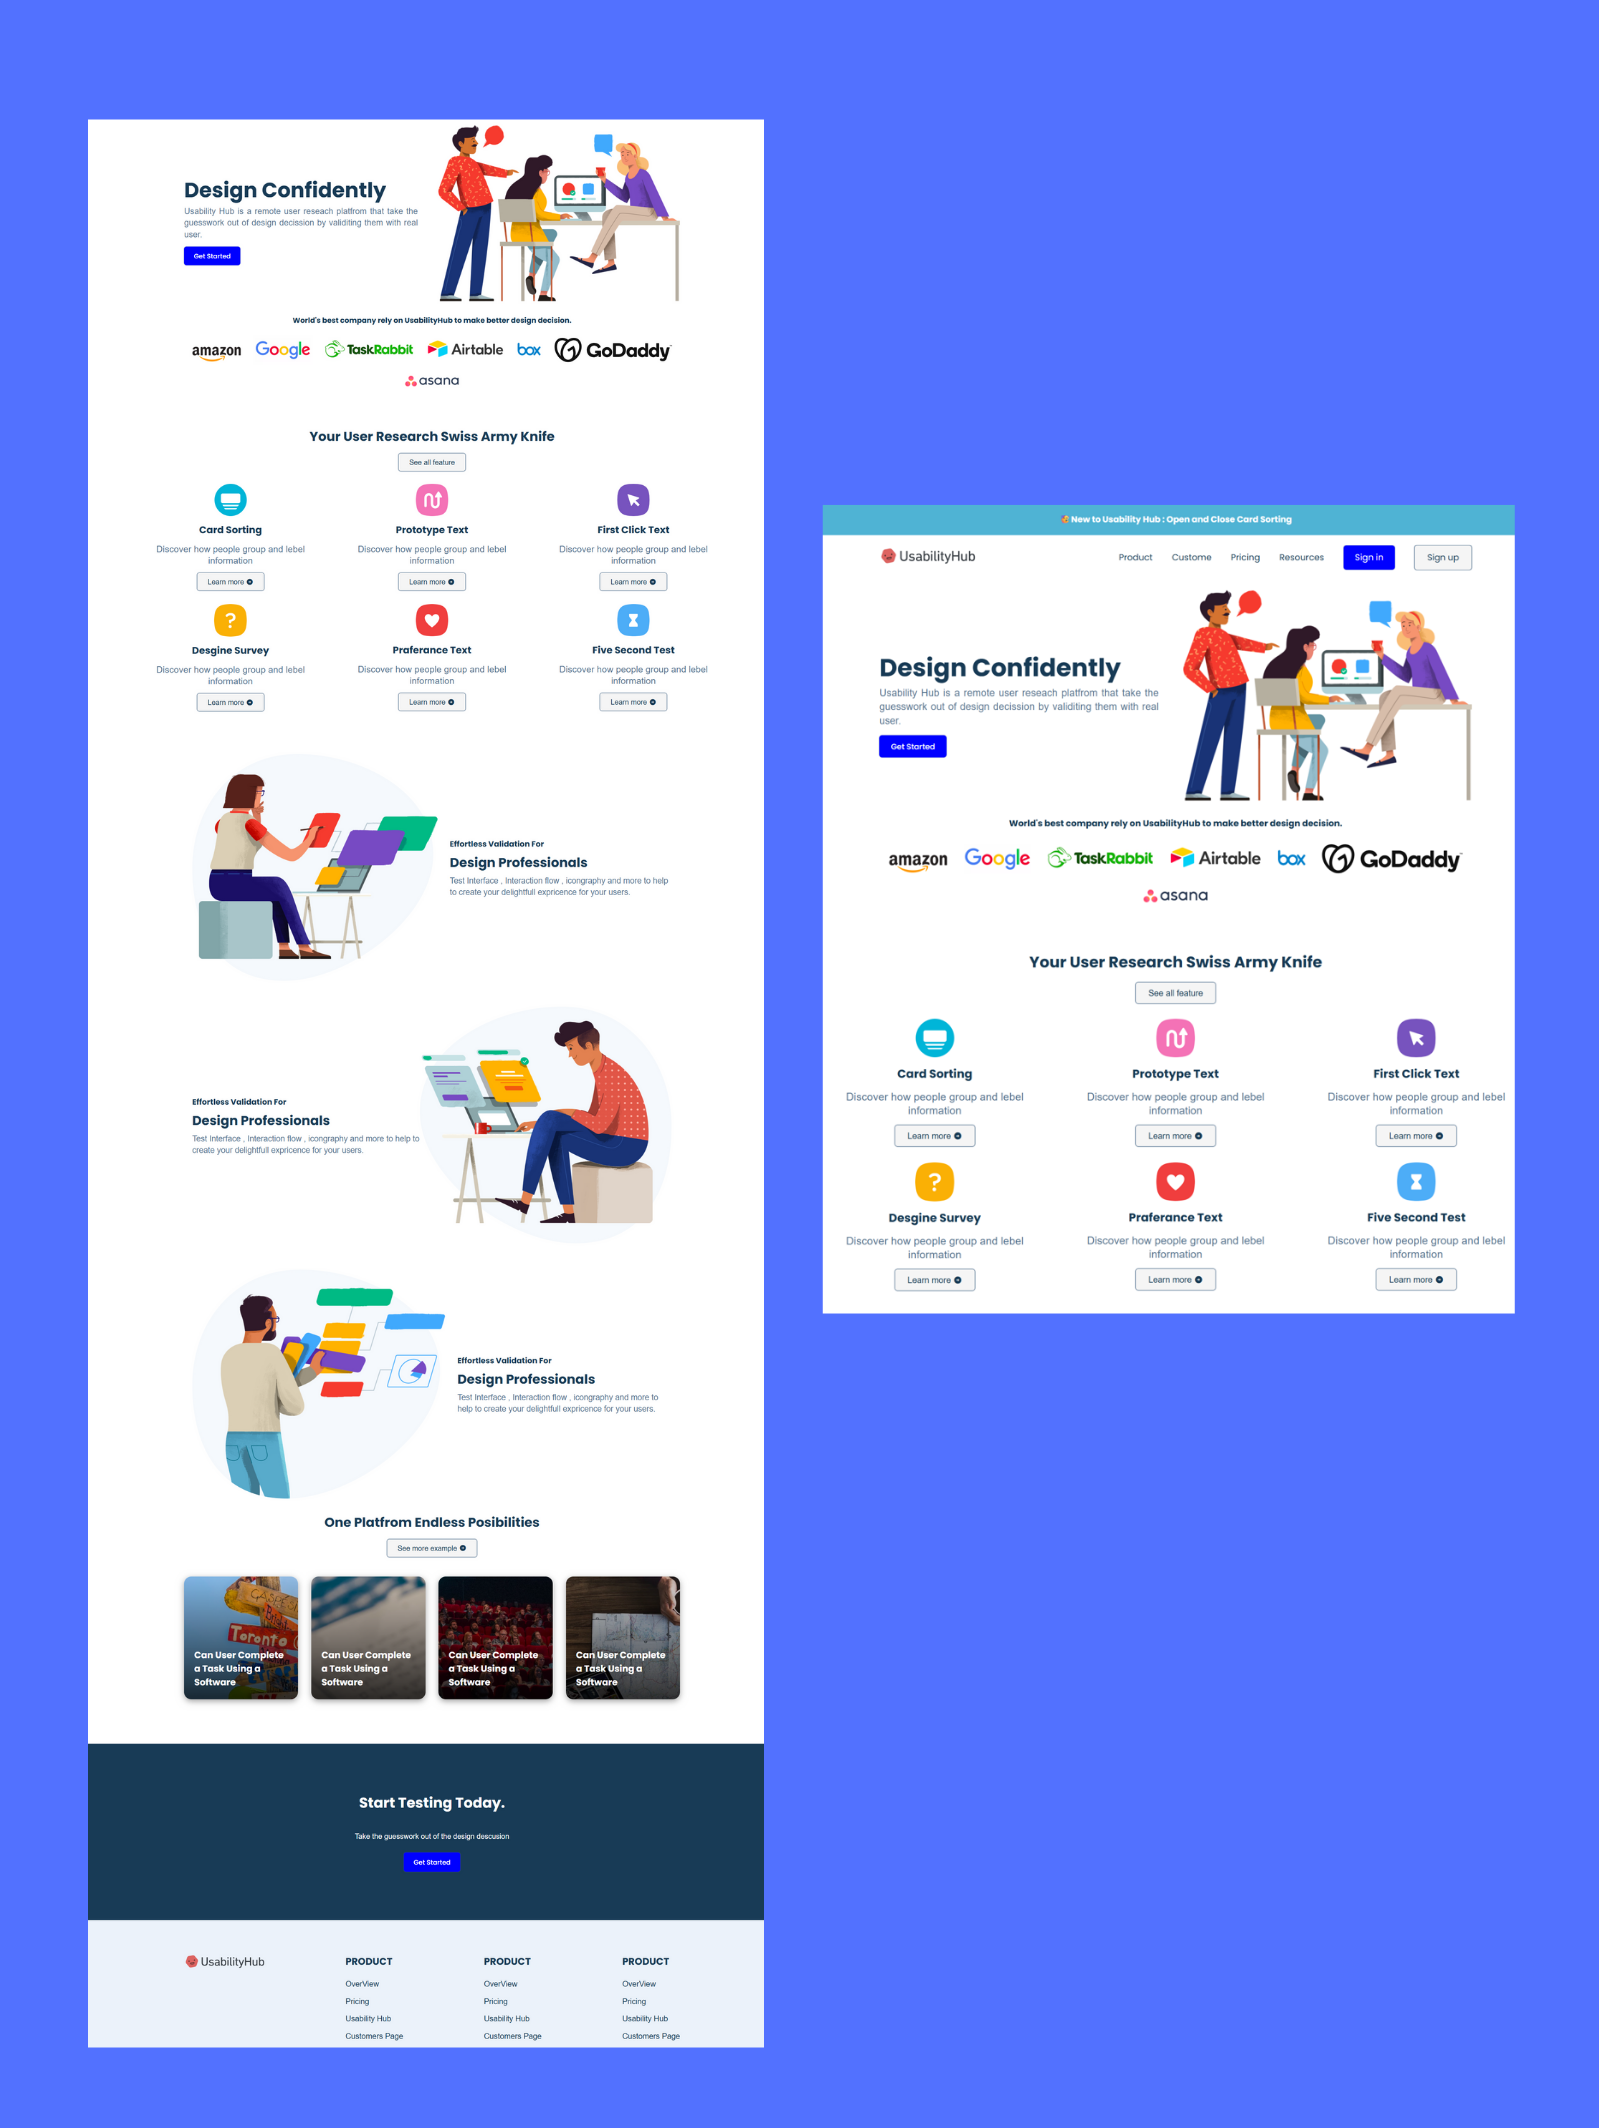 Design Confidently
Usability Hub is a remote user reseach platfrom that take the
guesswork out of design decission by validiting them with real
user.
Get Started
World's best company rely on UsabilityHub to make better design decision.
amazon Google TaskRabbit Airtable box GoDaddy
asana
Your User Research Swiss Army Knife
See all feature
Card Sorting
Discover how people group and lebel
information
Learn more
Prototype Text
Discover how people group and lebel
information
Learn more
First Click Text
Discover how people group and lebel
information
Learn more
Desgine Survey
Discover how people group and lebel
information
Learn more
Praferance Text
Discover how people group and lebel
information
Learn more
Five Second Test
Discover how people group and lebel
information
Learn more
Effortless Validation For
Design Professionals
Test Interface , Interaction flow , icongraphy and more to help
to create your delightfull expricence for your users.
Effortless Validation For
Design Professionals
Test Interface , Interaction flow , icongraphy and more to help to
create your delightfull expricence for your users.
Effortless Validation For
Design Professionals
Test Interface , Interaction flow , icongraphy and more to
help to create your delightfull expricence for your users.
One Platfrom Endless Posibilities
See more example
Toronto
Can User Complete
a Task Using a
Software
Can User Complete
a Task Using a
Software
Can User Complete
a Task Using a
Software
Can User Complete
a Task Using a
Software
Start Testing Today.
Take the guesswork out of the design descusion
Get Started
UsabilityHub
PRODUCT
OverView
Pricing
Usability Hub
Customers Page
PRODUCT
OverView
Pricing
Usability Hub
Customers Page
PRODUCT
OverView
Pricing
Usability Hub
Customers Page
New to Usability Hub : Open and Close Card Sorting
UsabilityHub
Product Custome Pricing Resources Sign in Sign up
Design Confidently
Usability Hub is a remote user reseach platfrom that take the
guesswork out of design decission by validiting them with real
user.
Get Started
World's best company rely on UsabilityHub to make better design decision.
amazon Google TaskRabbit Airtable box GoDaddy
asana
Your User Research Swiss Army Knife
See all feature
Card Sorting
Discover how people group and lebel
information
Learn more
Prototype Text
Discover how people group and lebel
information
Learn more
First Click Text
Discover how people group and lebel
information
Learn more
Desgine Survey
Discover how people group and lebel
information
Learn more
Praferance Text
Discover how people group and lebel
information
Learn more
Five Second Test
Discover how people group and lebel
information
Learn more